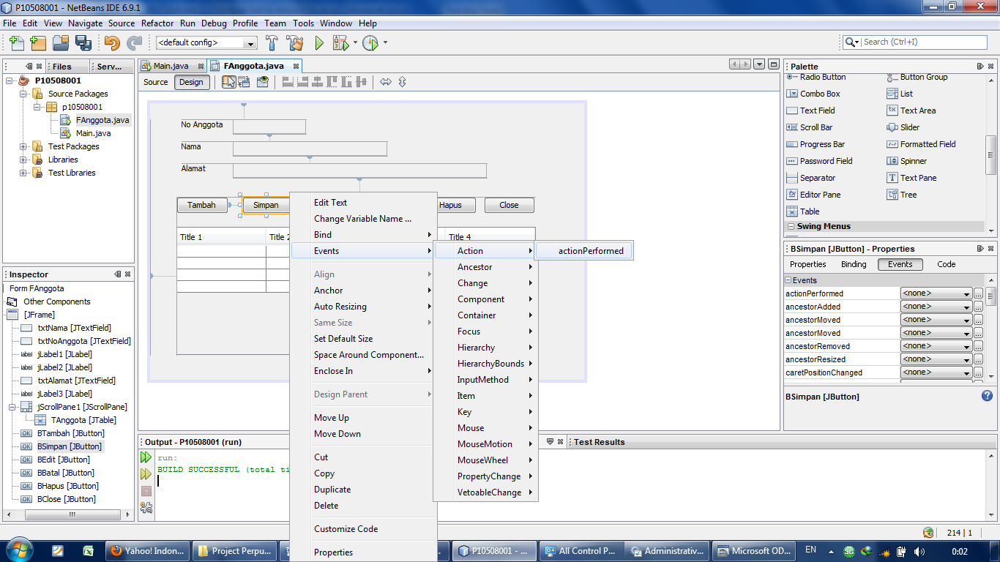 P10508001 - NetBeans IDE 6.9.1
File Edit View Navigate Source Refactor Run Debug Profile Team Tools Window Help
<default config>
Search (Ctrl+I)
Files
Serv...
P10508001
Source Packages
p10508001
FAnggota.java
Main.java
Test Packages
Libraries
Test Libraries
Inspector
Form FAnggota
Other Components
[JFrame]
txtNama [JTextField]
txtNoAnggota [JTextField]
jLabel1 [JLabel]
jLabel2 [JLabel]
txtAlamat [JTextField]
jLabel3 [JLabel]
jScrollPane1 [JScrollPane]
TAnggota [JTable]
BTambah [JButton]
BSimpan [JButton]
BEdit [JButton]
BBatal [JButton]
BHapus [JButton]
BClose [JButton]
Main.java
FAnggota.java
Source Design
No Anggota
Nama
Alamat
Tambah Simpan Hapus Close
Title 1 Title 2 Title 4
Edit Text
Change Variable Name ...
Bind
Events
Align
Anchor
Auto Resizing
Same Size
Set Default Size
Space Around Component...
Enclose In
Design Parent
Move Up
Move Down
Cut
Copy
Duplicate
Delete
Customize Code
Properties
Action
Ancestor
Change
Component
Container
Focus
Hierarchy
HierarchyBounds
InputMethod
Item
Key
Mouse
MouseMotion
MouseWheel
PropertyChange
VetoableChange
actionPerformed
Output - P10508001 (run)
run:
BUILD SUCCESSFUL (total ti
Test Results
Palette
Radio Button Button Group
Combo Box List
Text Field Text Area
Scroll Bar Slider
Progress Bar Formatted Field
Password Field Spinner
Separator Text Pane
Editor Pane Tree
Table
Swing Menus
BSimpan [JButton] - Properties
Properties Binding Events Code
Events
actionPerformed <none> ...
ancestorAdded <none> ...
ancestorMoved <none> ...
ancestorMoved <none> ...
ancestorRemoved <none> ...
ancestorResized <none> ...
caretPositionChanged <none> ...
BSimpan [JButton]
214 | 1
Yahoo! Indon...
Project Perpu...
P10508001 - ...
All Control P...
Administrativ...
Microsoft OD...
EN
3G
0:02